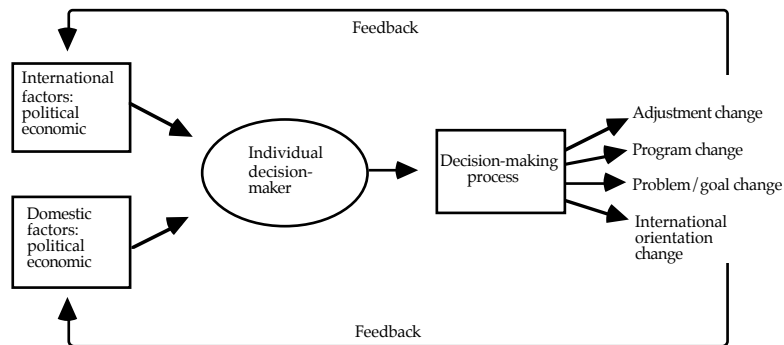 Feedback
International
factors:
political
economic
Domestic
factors:
political
economic
Individual
decision-
maker
Decision-making
process
Adjustment change
Program change
Problem/goal change
International
orientation
change
Feedback